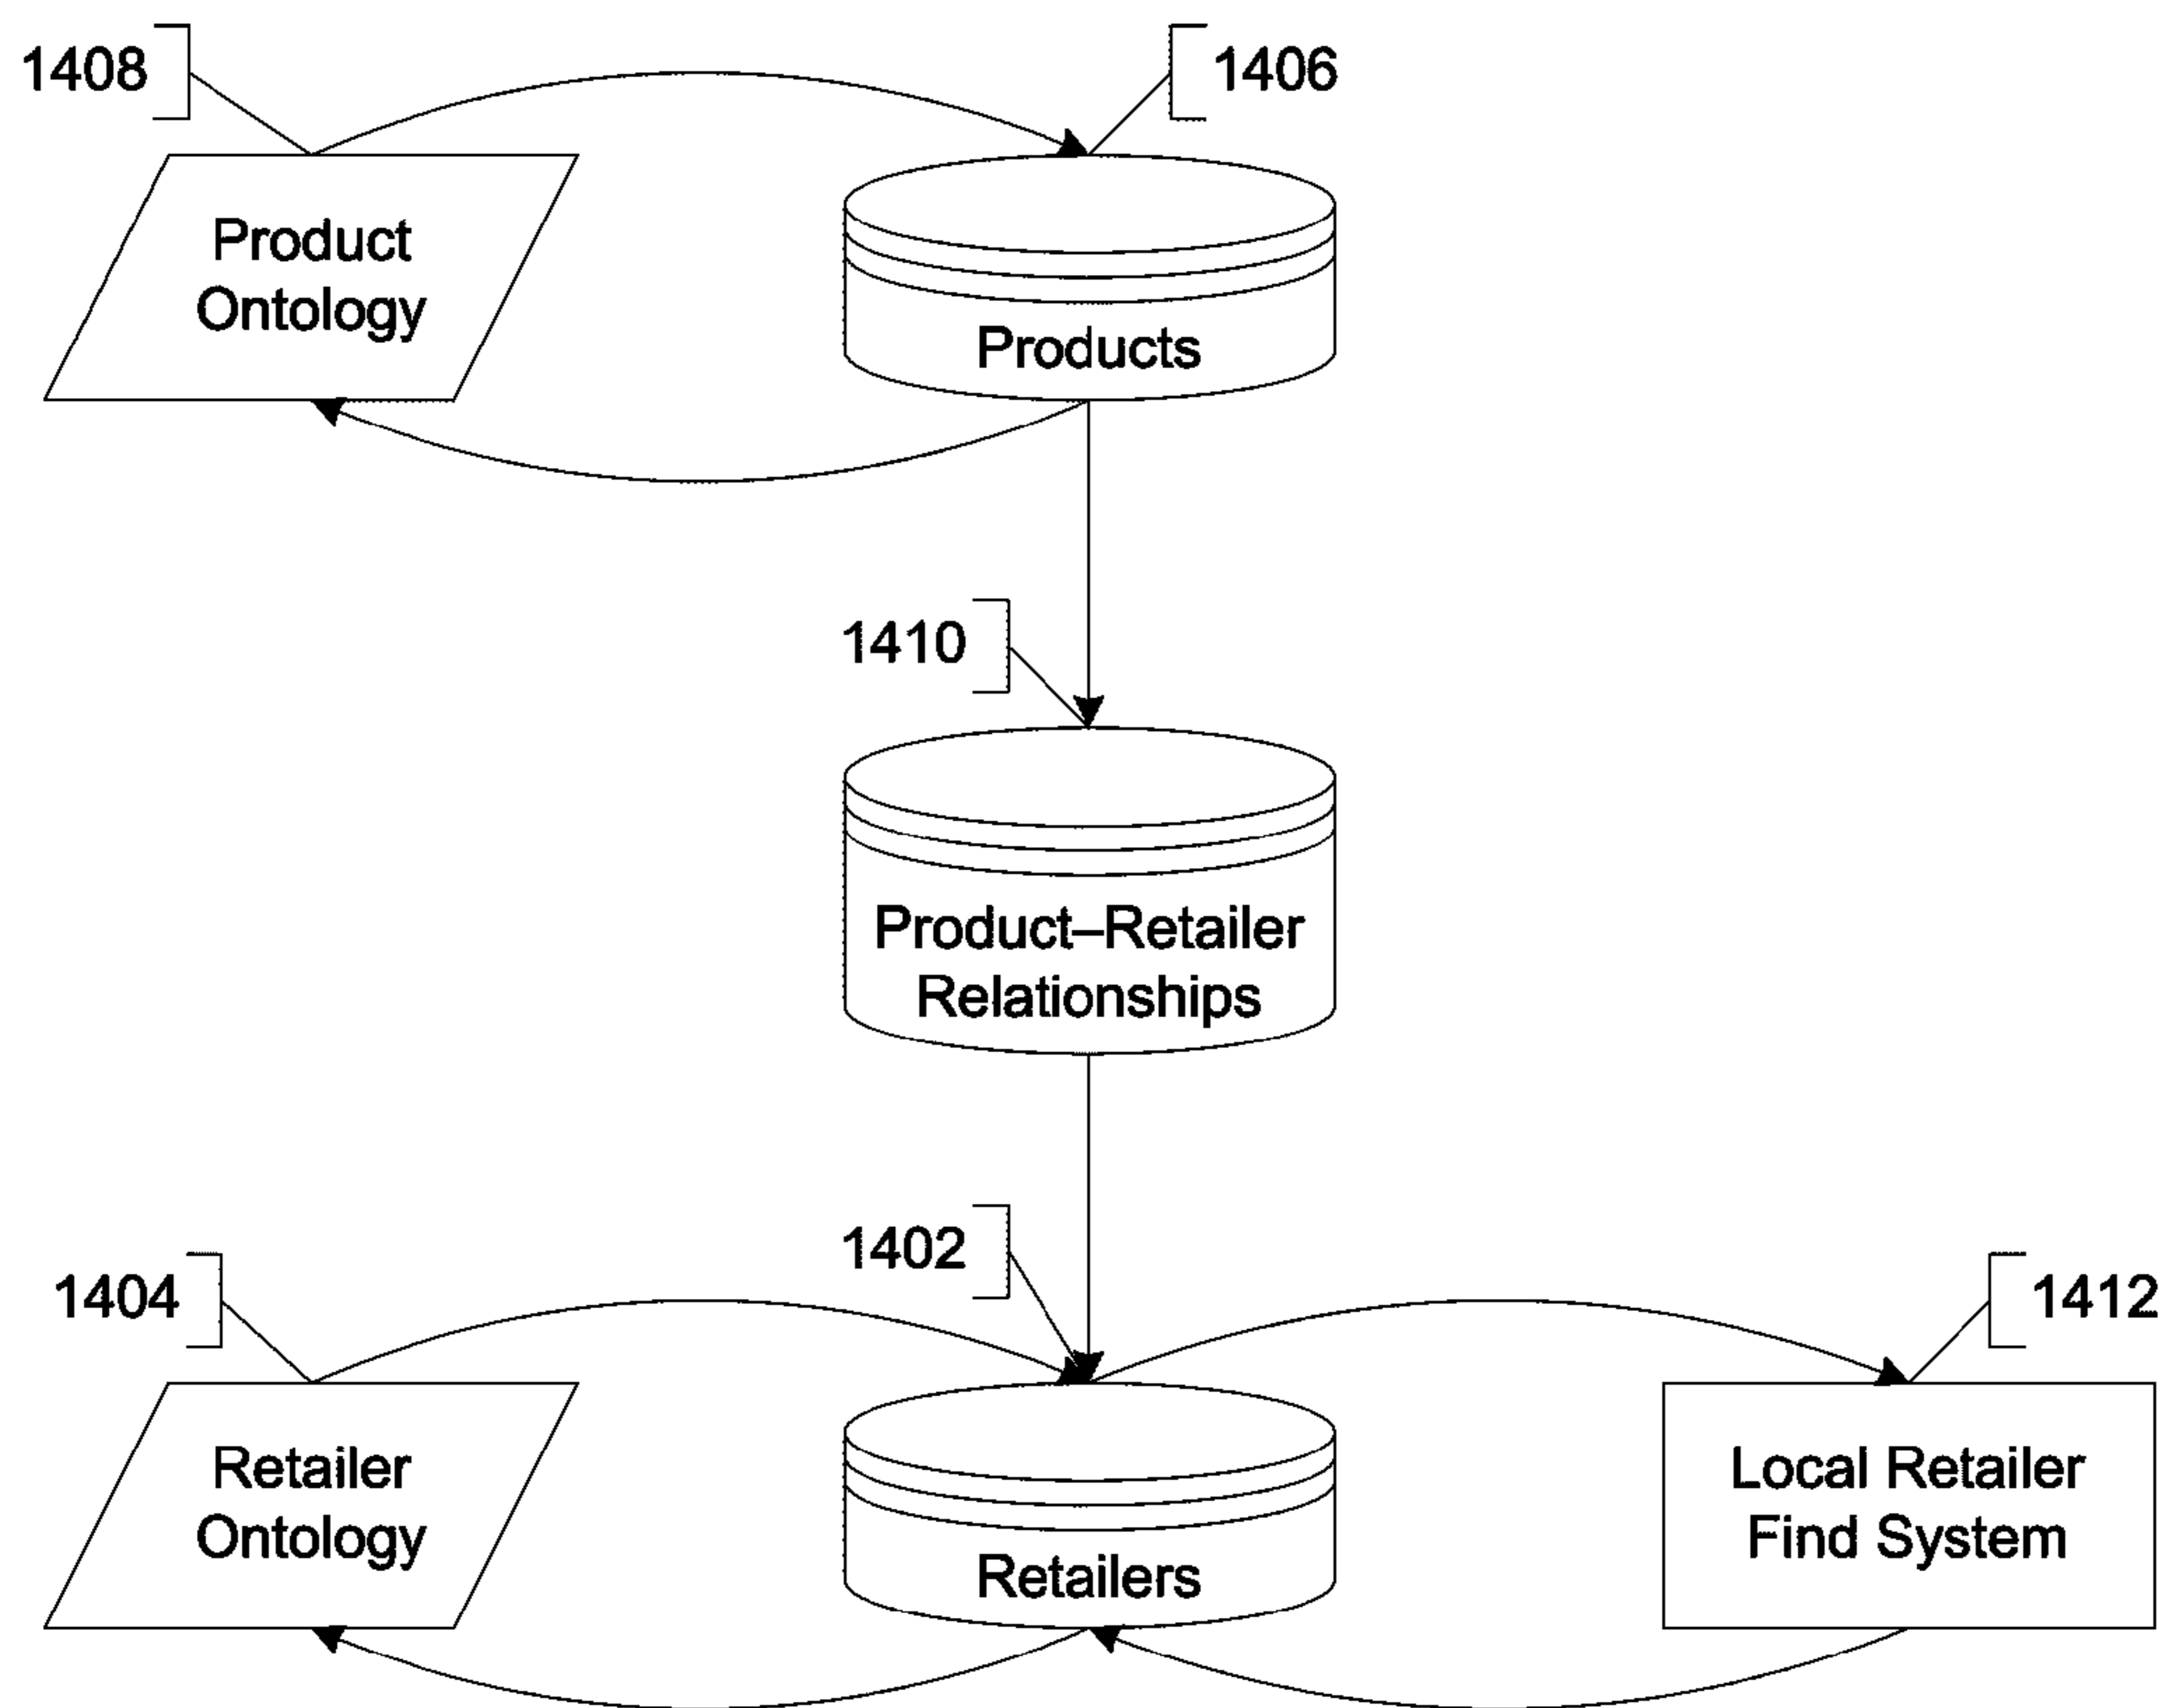 1408
1406
Product
Ontology
Products
1410
Product–Retailer
Relationships
1402
1404
1412
Retailer
Ontology
Retailers
Local Retailer
Find System